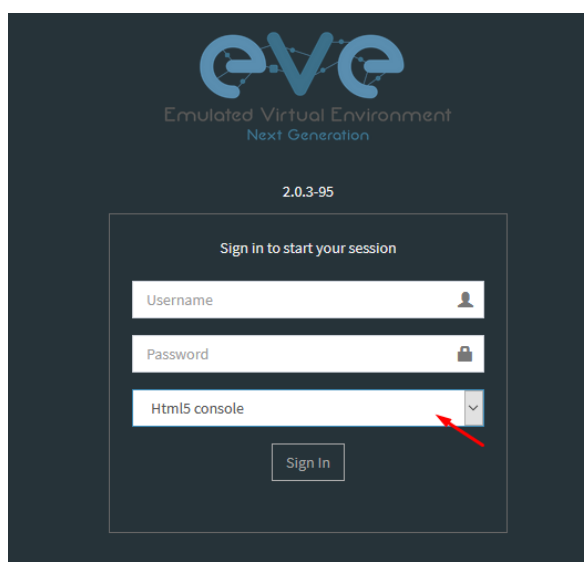 eve
Emulated Virtual Environment
Next Generation
2.0.3-95
Sign in to start your session
Username
Password
Html5 console
Sign In